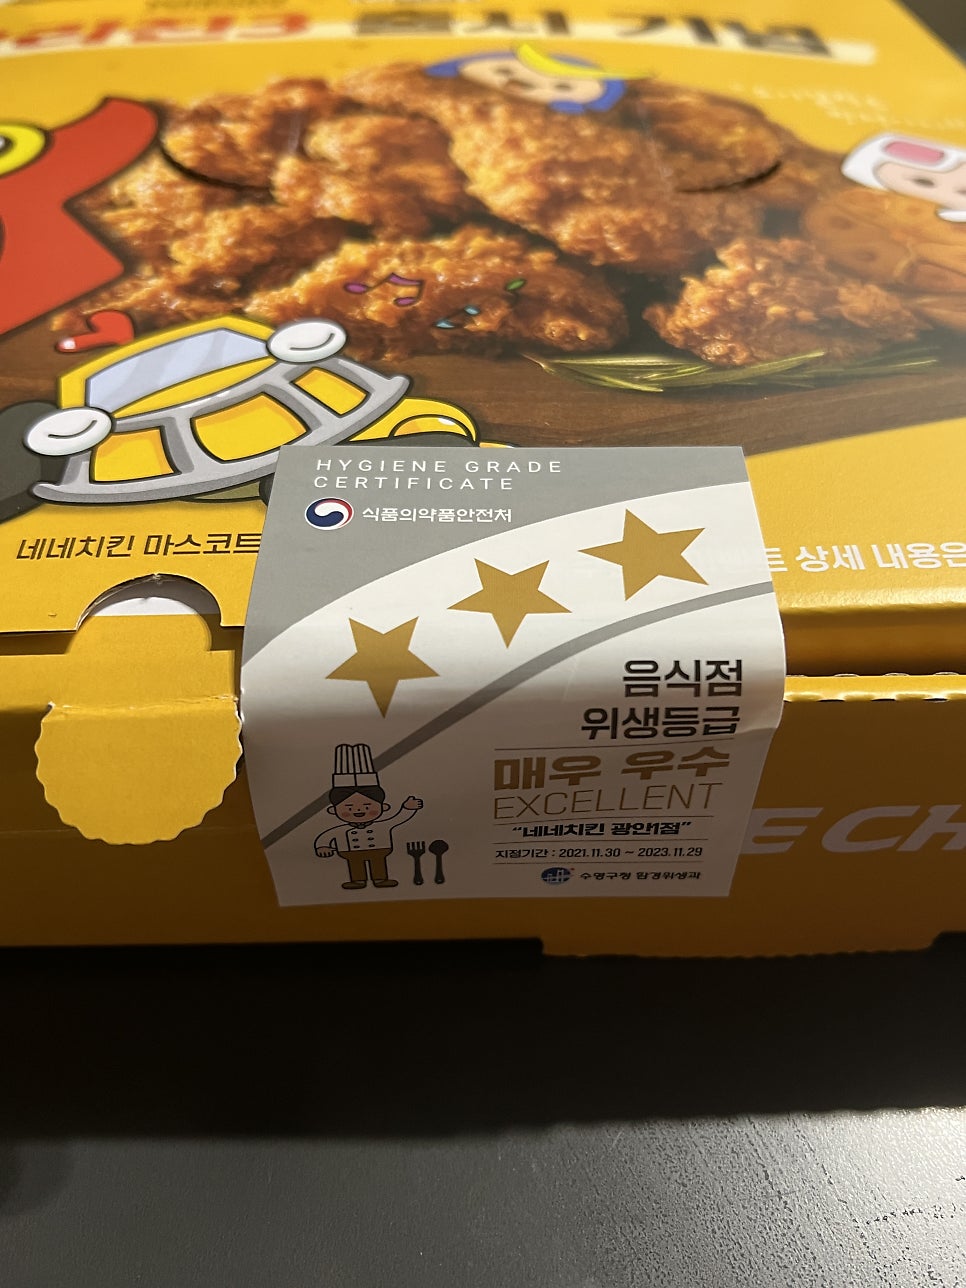 기념
HYGIENE GRADE
CERTIFICATE
식품의약품안전처
네네치킨 마스코트
상세 내용은
음식점
위생등급
매우 우수
EXCELLENT
“네네치킨 광안1점”
지정기간 : 2021.11.30 ~ 2023.11.29
수영구청 환경위생과
E CH